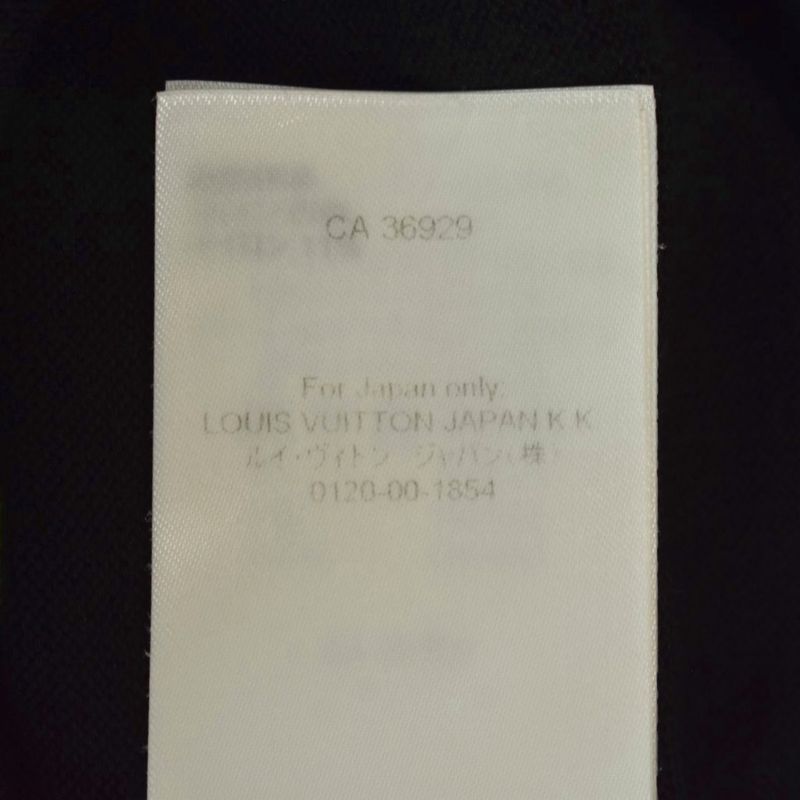 CA 36929
For Japan only:
LOUIS VUITTON JAPAN K K
ルイ・ヴィトン ジャパン(株)
0120-00-1854